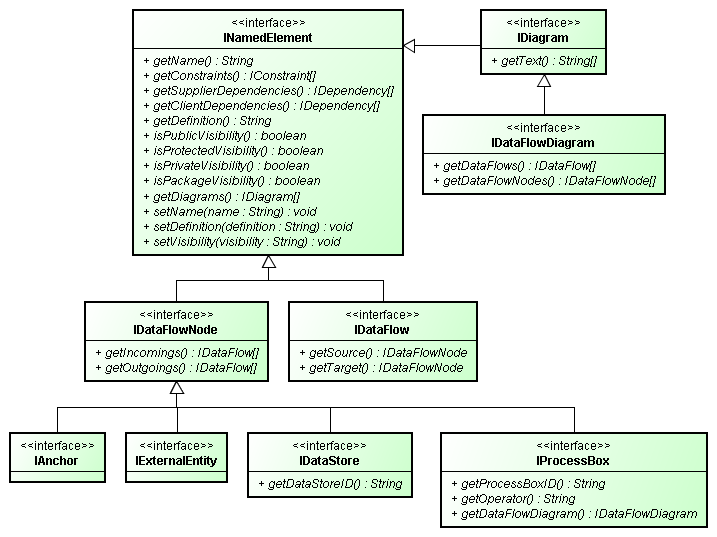 <<interface>>
INamedElement
+ getName() : String
+ getConstraints() : IConstraint[]
+ getSupplierDependencies() : IDependency[]
+ getClientDependencies() : IDependency[]
+ getDefinition() : String
+ isPublicVisibility() : boolean
+ isProtectedVisibility() : boolean
+ isPrivateVisibility() : boolean
+ isPackageVisibility() : boolean
+ getDiagrams() : IDiagram[]
+ setName(name : String) : void
+ setDefinition(definition : String) : void
+ setVisibility(visibility : String) : void
<<interface>>
IDiagram
+ getText() : String[]
<<interface>>
IDataFlowDiagram
+ getDataFlows() : IDataFlow[]
+ getDataFlowNodes() : IDataFlowNode[]
<<interface>>
IDataFlowNode
+ getIncomings() : IDataFlow[]
+ getOutgoings() : IDataFlow[]
<<interface>>
IDataFlow
+ getSource() : IDataFlowNode
+ getTarget() : IDataFlowNode
<<interface>>
IAnchor
<<interface>>
IExternalEntity
<<interface>>
IDataStore
+ getDataStoreID() : String
<<interface>>
IProcessBox
+ getProcessBoxID() : String
+ getOperator() : String
+ getDataFlowDiagram() : IDataFlowDiagram